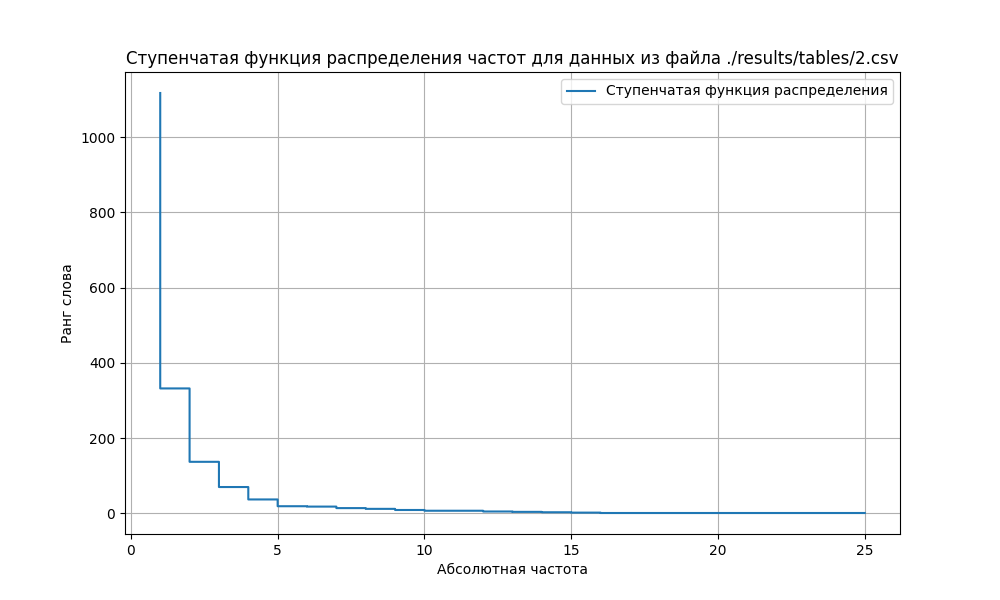 Ступенчатая функция распределения частот для данных из файла ./results/tables/2.csv
Ступенчатая функция распределения
1000
800
600
400
200
0
Ранг слова
0 5 10 15 20 25
Абсолютная частота